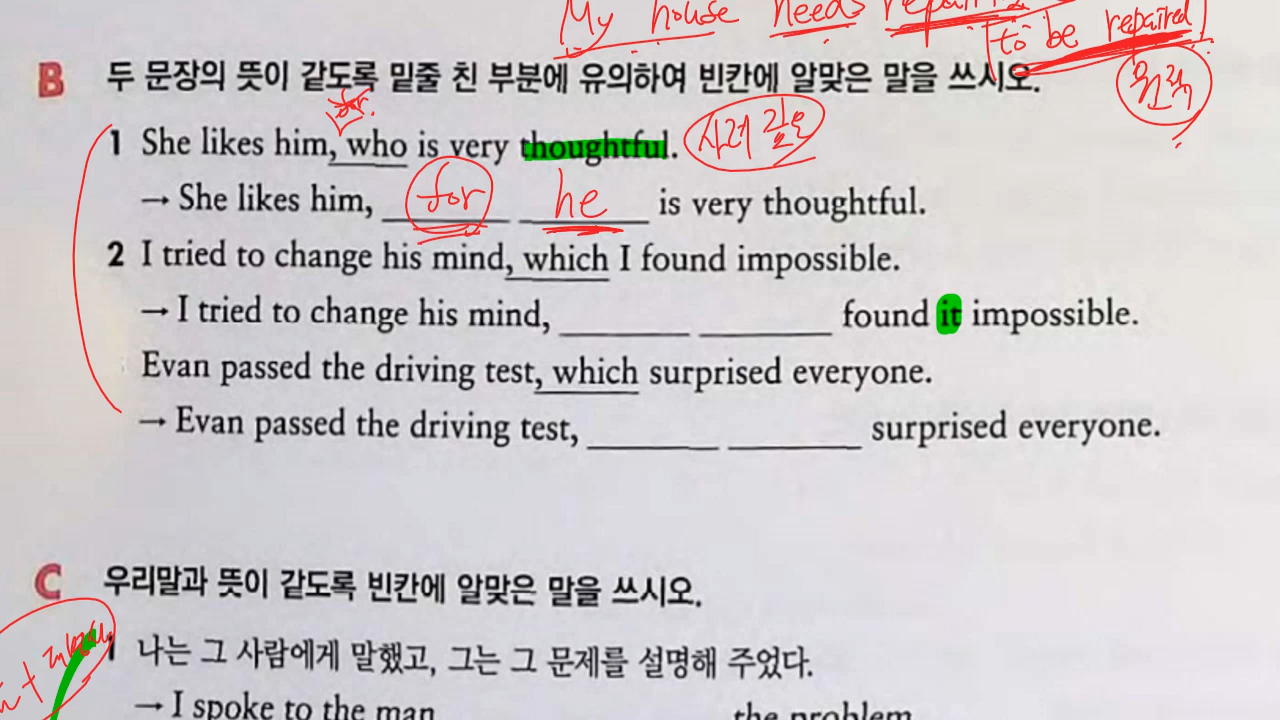 My house needs
to be repaired
원칙
B 두 문장의 뜻이 같도록 밑줄 친 부분에 유의하여 빈칸에 알맞은 말을 쓰시오.
for
1 She likes him, who is very thoughtful. 사려 깊은
→ She likes him, for he is very thoughtful.
2 I tried to change his mind, which I found impossible.
→ I tried to change his mind, ______ ______ found it impossible.
Evan passed the driving test, which surprised everyone.
→ Evan passed the driving test, ______ ______ surprised everyone.
C 우리말과 뜻이 같도록 빈칸에 알맞은 말을 쓰시오.
1 나는 그 사람에게 말했고, 그는 그 문제를 설명해 주었다.
→ I spoke to the man the problem